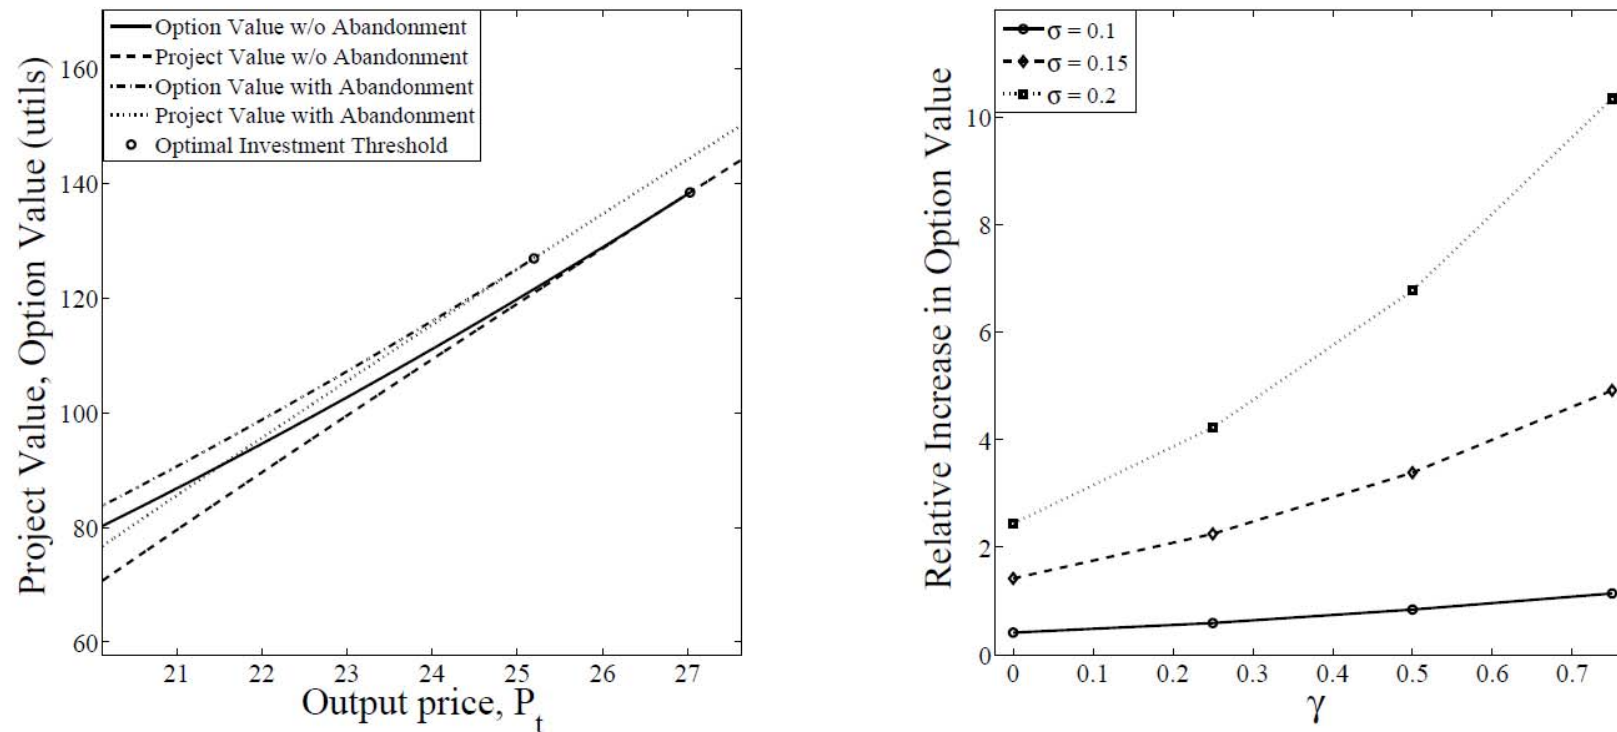 Option Value w/o Abandonment
Project Value w/o Abandonment
Option Value with Abandonment
Project Value with Abandonment
Optimal Investment Threshold
Project Value, Option Value (utils)
160
140
120
100
80
60
21 22 23 24 25 26 27
Output price, P_t
σ = 0.1
σ = 0.15
σ = 0.2
Relative Increase in Option Value
10
8
6
4
2
0
0 0.1 0.2 0.3 0.4 0.5 0.6 0.7
γ